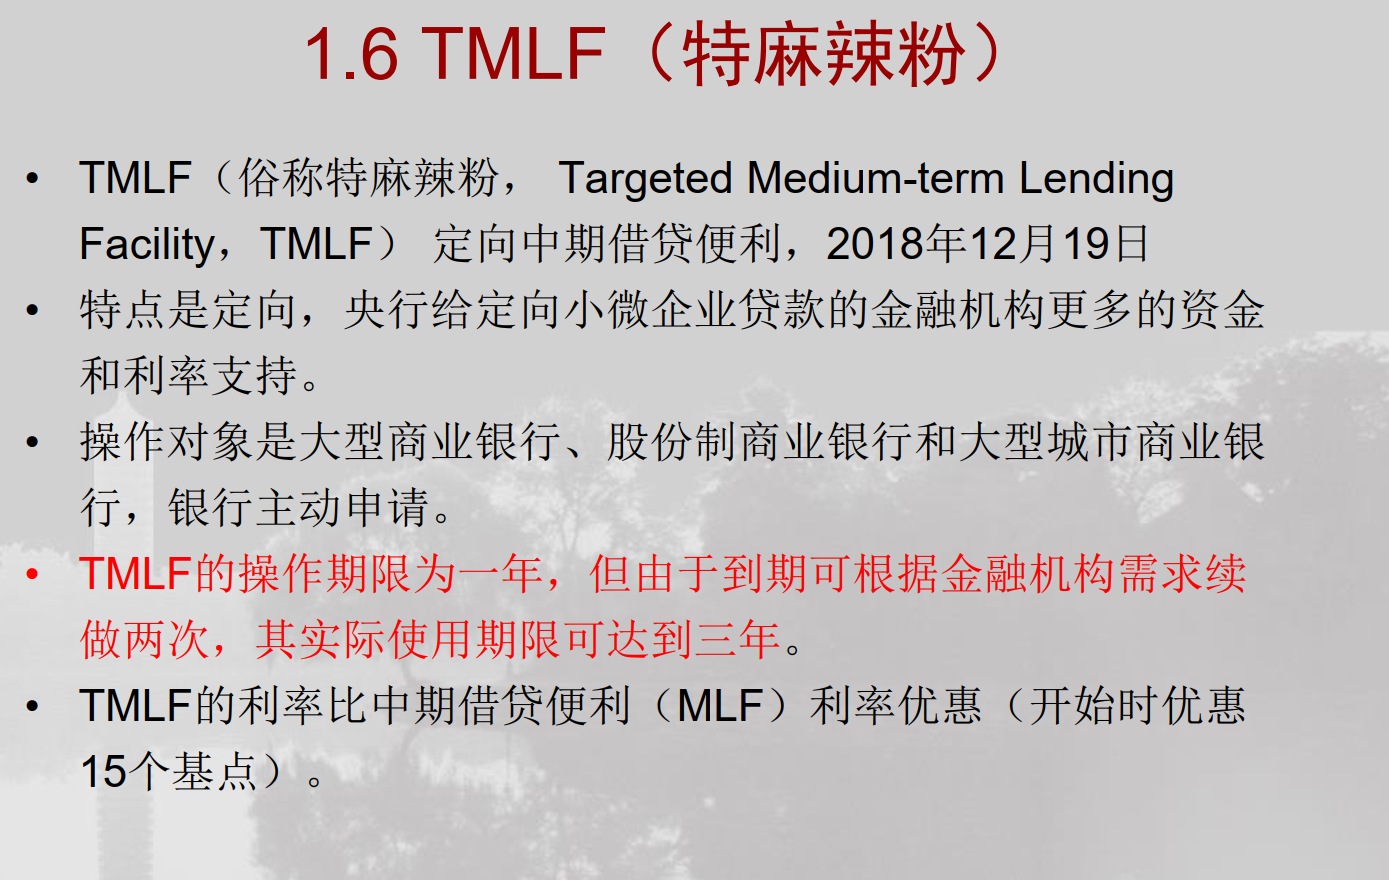 1.6 TMLF（特麻辣粉）
• TMLF（俗称特麻辣粉， Targeted Medium-term Lending
Facility，TMLF） 定向中期借贷便利，2018年12月19日
• 特点是定向，央行给定向小微企业贷款的金融机构更多的资金
和利率支持。
• 操作对象是大型商业银行、股份制商业银行和大型城市商业银
行，银行主动申请。
• TMLF的操作期限为一年，但由于到期可根据金融机构需求续
做两次，其实际使用期限可达到三年。
• TMLF的利率比中期借贷便利（MLF）利率优惠（开始时优惠
15个基点）。